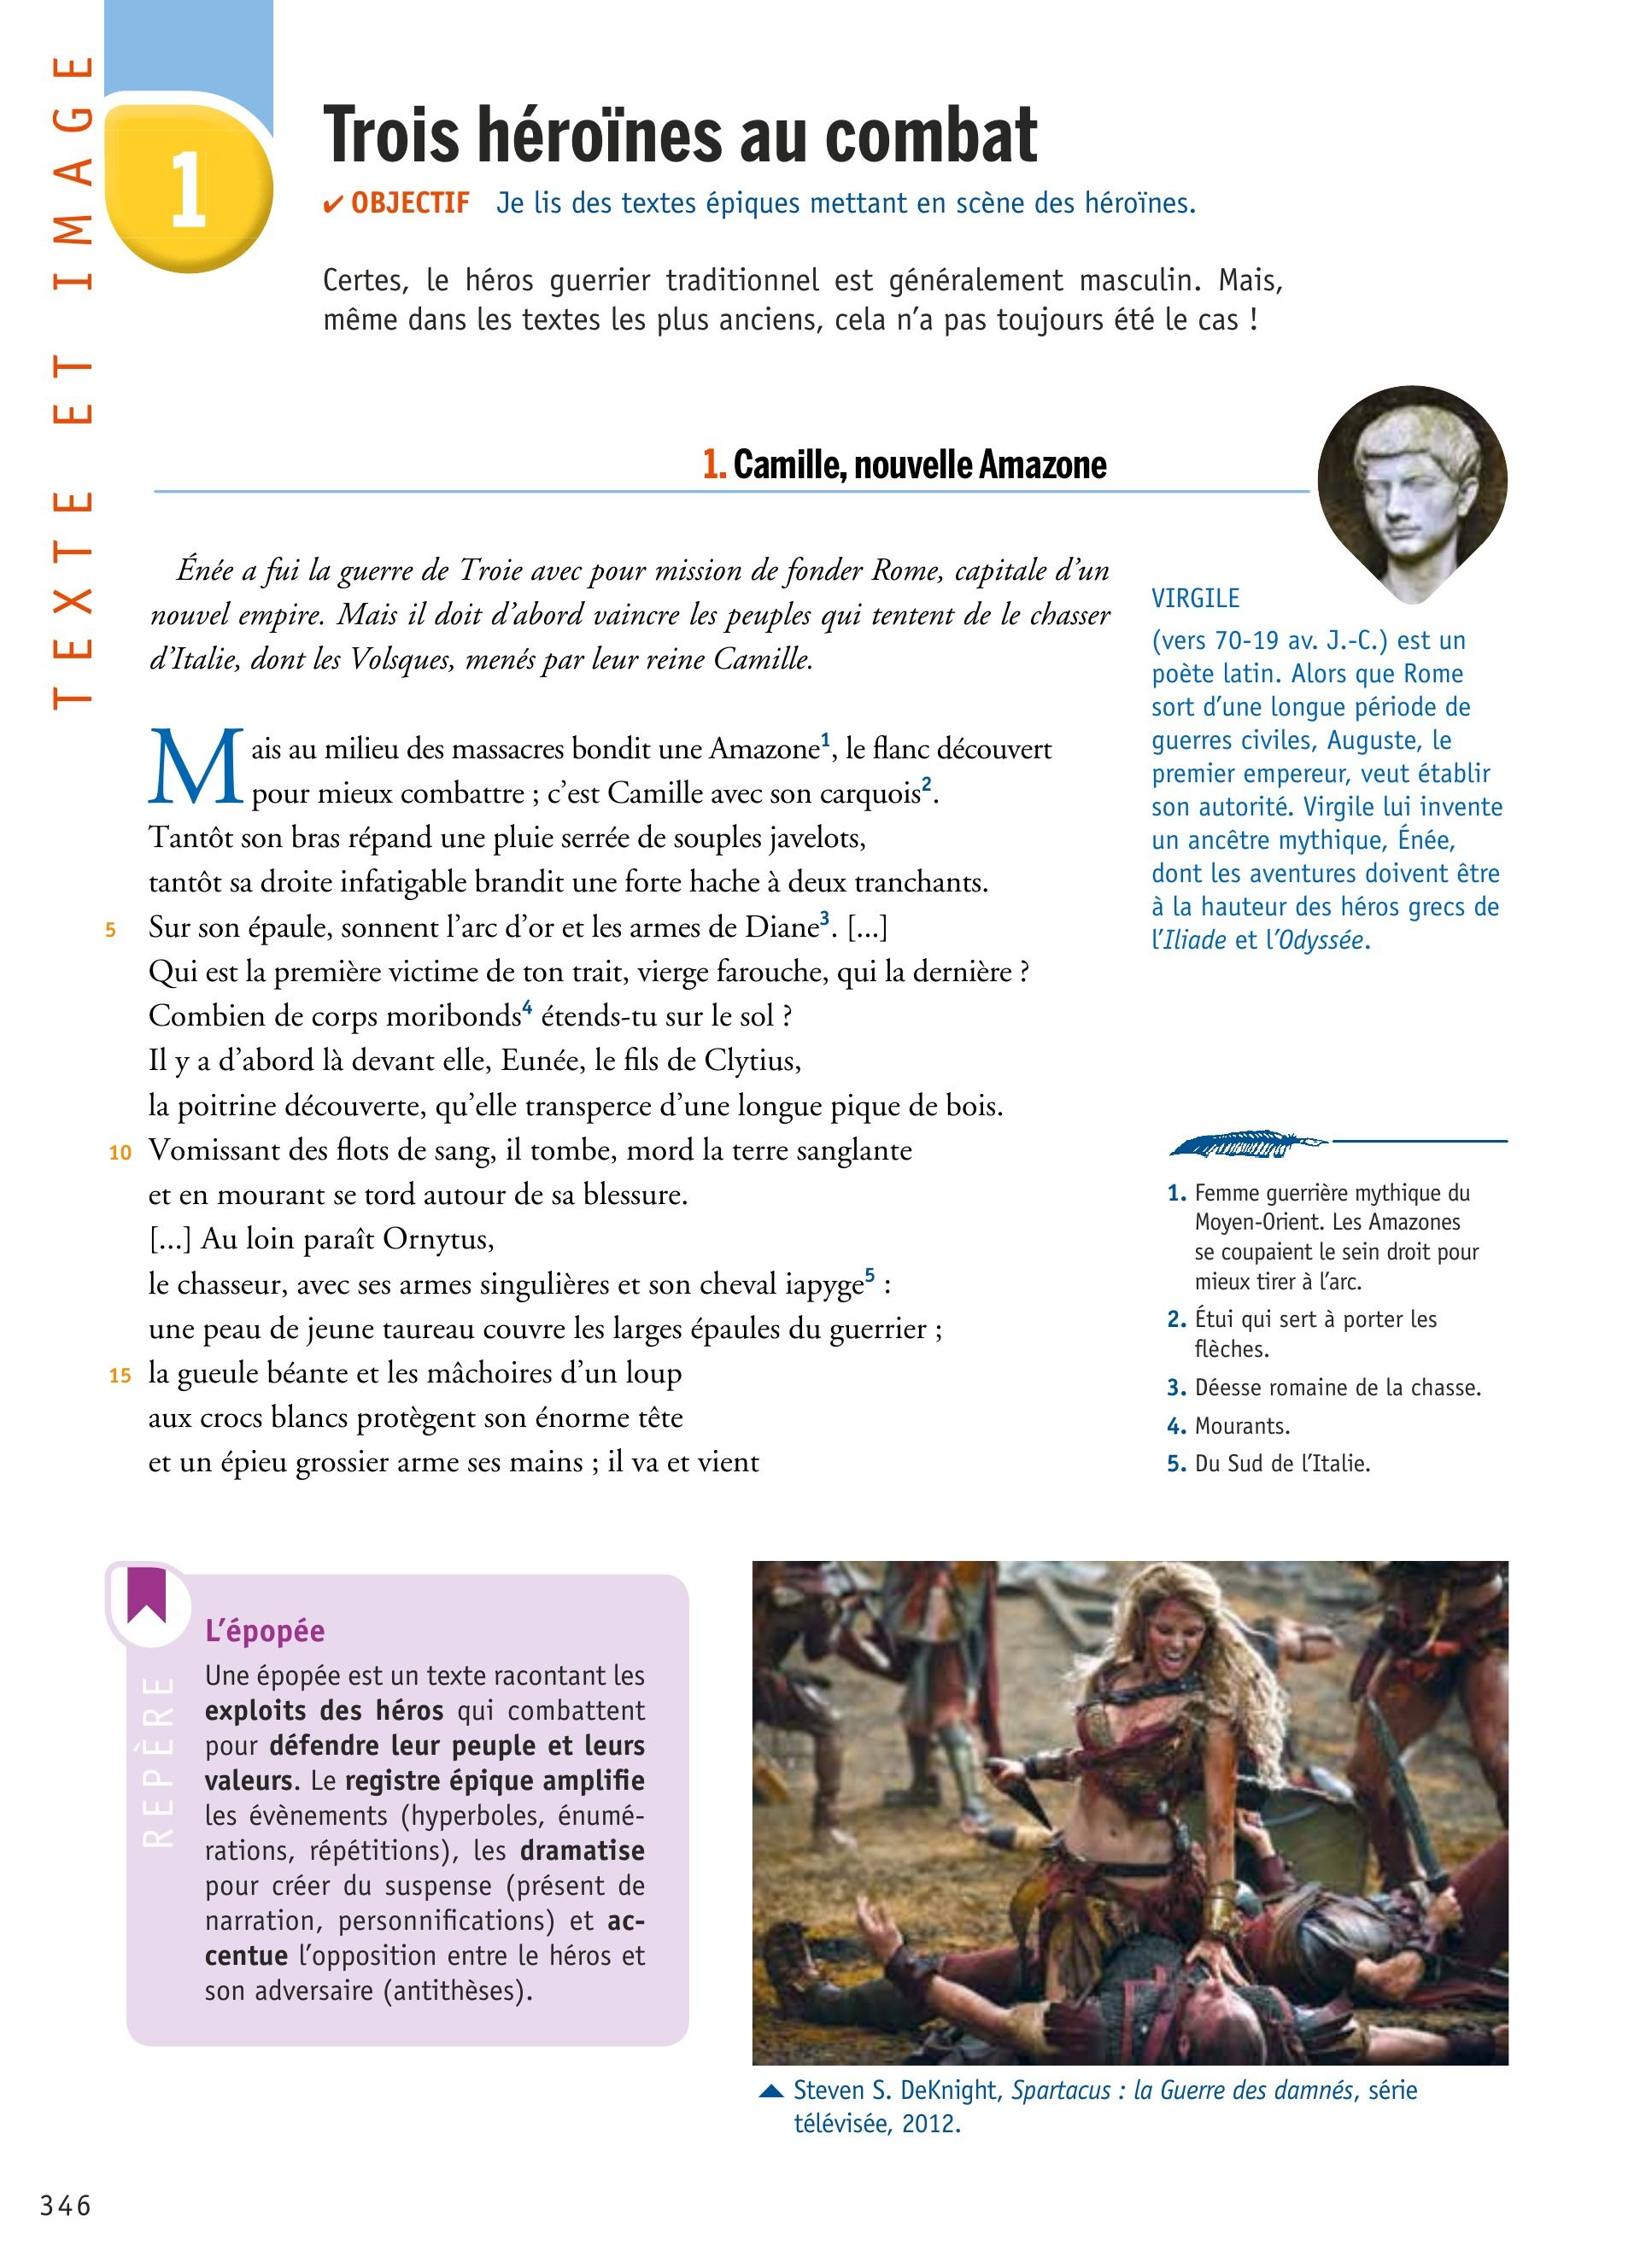 TEXTE ET IMAGE
1
Trois héroïnes au combat
✔ OBJECTIF Je lis des textes épiques mettant en scène des héroïnes.
Certes, le héros guerrier traditionnel est généralement masculin. Mais,
même dans les textes les plus anciens, cela n’a pas toujours été le cas !
1. Camille, nouvelle Amazone
Énée a fui la guerre de Troie avec pour mission de fonder Rome, capitale d’un
nouvel empire. Mais il doit d’abord vaincre les peuples qui tentent de le chasser
d’Italie, dont les Volsques, menés par leur reine Camille.
Mais au milieu des massacres bondit une Amazone1, le flanc découvert
pour mieux combattre ; c’est Camille avec son carquois2.
Tantôt son bras répand une pluie serrée de souples javelots,
tantôt sa droite infatigable brandit une forte hache à deux tranchants.
5 Sur son épaule, sonnent l’arc d’or et les armes de Diane3. [...]
Qui est la première victime de ton trait, vierge farouche, qui la dernière ?
Combien de corps moribonds4 étends-tu sur le sol ?
Il y a d’abord là devant elle, Eunée, le fils de Clytius,
la poitrine découverte, qu’elle transperce d’une longue pique de bois.
10 Vomissant des flots de sang, il tombe, mord la terre sanglante
et en mourant se tord autour de sa blessure.
[...] Au loin paraît Ornytus,
le chasseur, avec ses armes singulières et son cheval iapyge5 :
une peau de jeune taureau couvre les larges épaules du guerrier ;
15 la gueule béante et les mâchoires d’un loup
aux crocs blancs protègent son énorme tête
et un épieu grossier arme ses mains ; il va et vient
VIRGILE
(vers 70-19 av. J.-C.) est un
poète latin. Alors que Rome
sort d’une longue période de
guerres civiles, Auguste, le
premier empereur, veut établir
son autorité. Virgile lui invente
un ancêtre mythique, Énée,
dont les aventures doivent être
à la hauteur des héros grecs de
l’Iliade et l’Odyssée.
1. Femme guerrière mythique du
Moyen-Orient. Les Amazones
se coupaient le sein droit pour
mieux tirer à l’arc.
2. Étui qui sert à porter les
flèches.
3. Déesse romaine de la chasse.
4. Mourants.
5. Du Sud de l’Italie.
REPÈRE
L’épopée
Une épopée est un texte racontant les
exploits des héros qui combattent
pour défendre leur peuple et leurs
valeurs. Le registre épique amplifie
les évènements (hyperboles, énumé-
rations, répétitions), les dramatise
pour créer du suspense (présent de
narration, personnifications) et ac-
centue l’opposition entre le héros et
son adversaire (antithèses).
Steven S. DeKnight, Spartacus : la Guerre des damnés, série
télévisée, 2012.
346